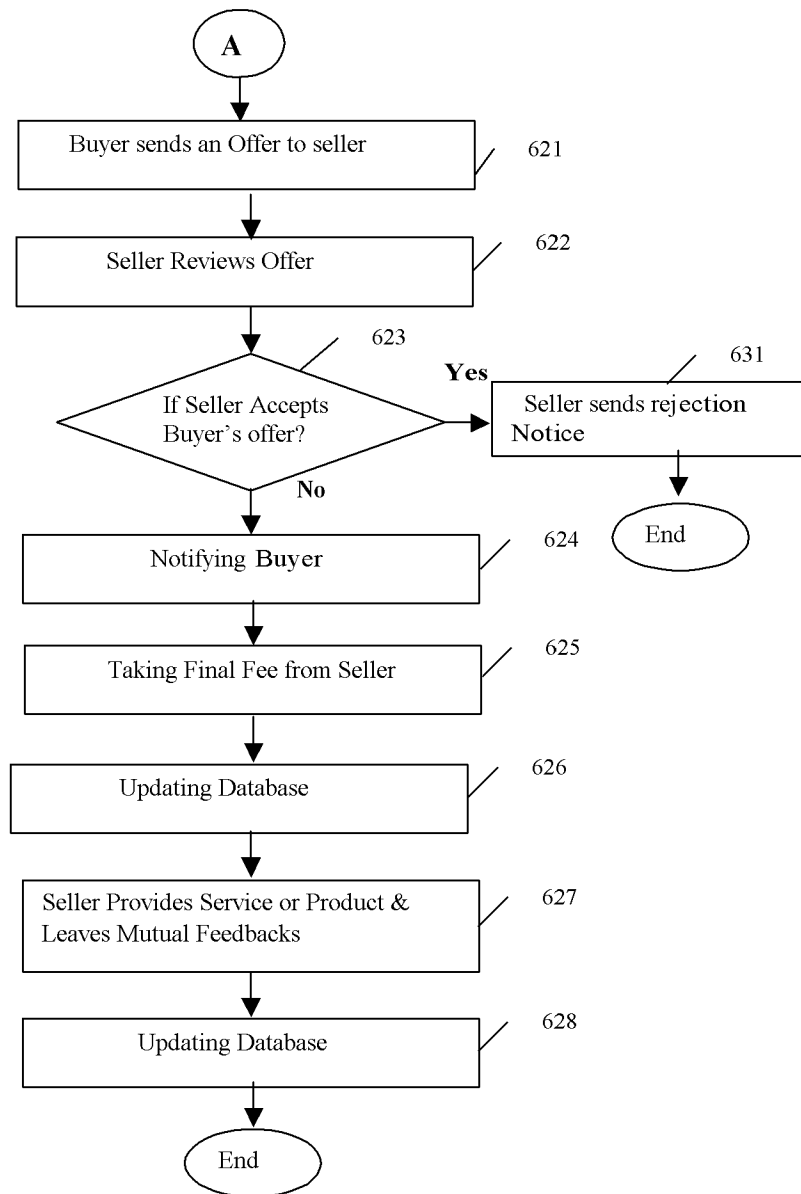 A
Buyer sends an Offer to seller
621
Seller Reviews Offer
622
623
If Seller Accepts
Buyer's offer?
Yes
631
Seller sends rejection
Notice
End
No
Notifying Buyer
624
Taking Final Fee from Seller
625
Updating Database
626
Seller Provides Service or Product &
Leaves Mutual Feedbacks
627
Updating Database
628
End